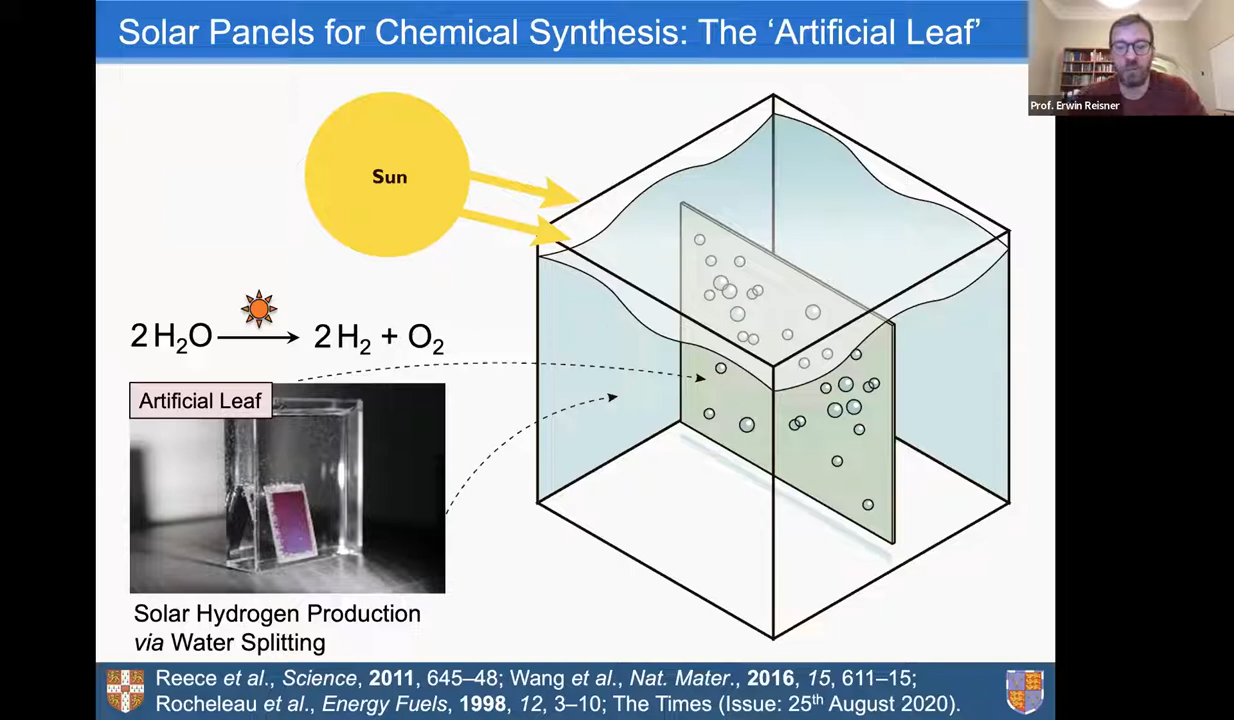 Solar Panels for Chemical Synthesis: The ‘Artificial Leaf’
Prof. Erwin Reisner
Sun
2 H₂O → 2 H₂ + O₂
Artificial Leaf
Solar Hydrogen Production
via Water Splitting
Reece et al., Science, 2011, 645–48; Wang et al., Nat. Mater., 2016, 15, 611–15;
Rocheleau et al., Energy Fuels, 1998, 12, 3–10; The Times (Issue: 25th August 2020).